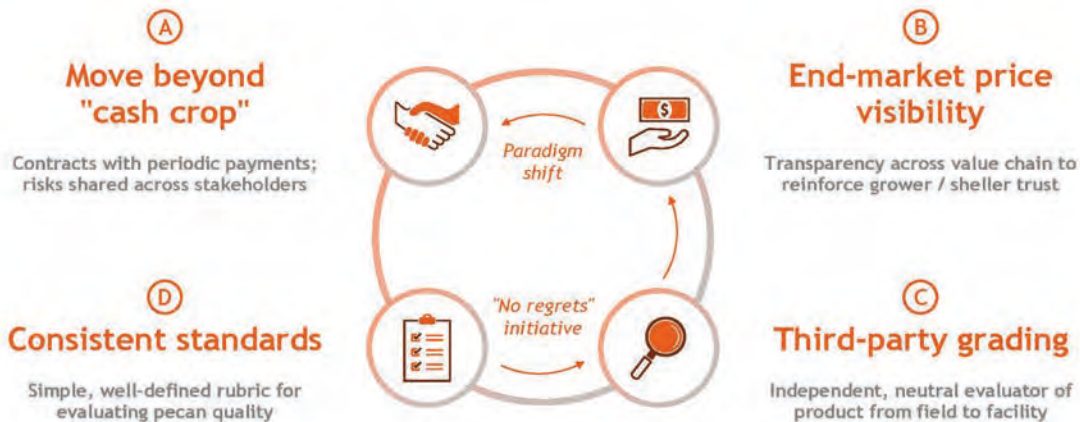 A
Move beyond
"cash crop"
Contracts with periodic payments;
risks shared across stakeholders
B
End-market price
visibility
Transparency across value chain to
reinforce grower / sheller trust
$
Paradigm
shift
D
Consistent standards
Simple, well-defined rubric for
evaluating pecan quality
"No regrets"
initiative
C
Third-party grading
Independent, neutral evaluator of
product from field to facility